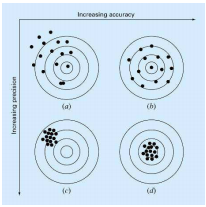 Increasing accuracy
Increasing precision
(a)
(b)
(c)
(d)